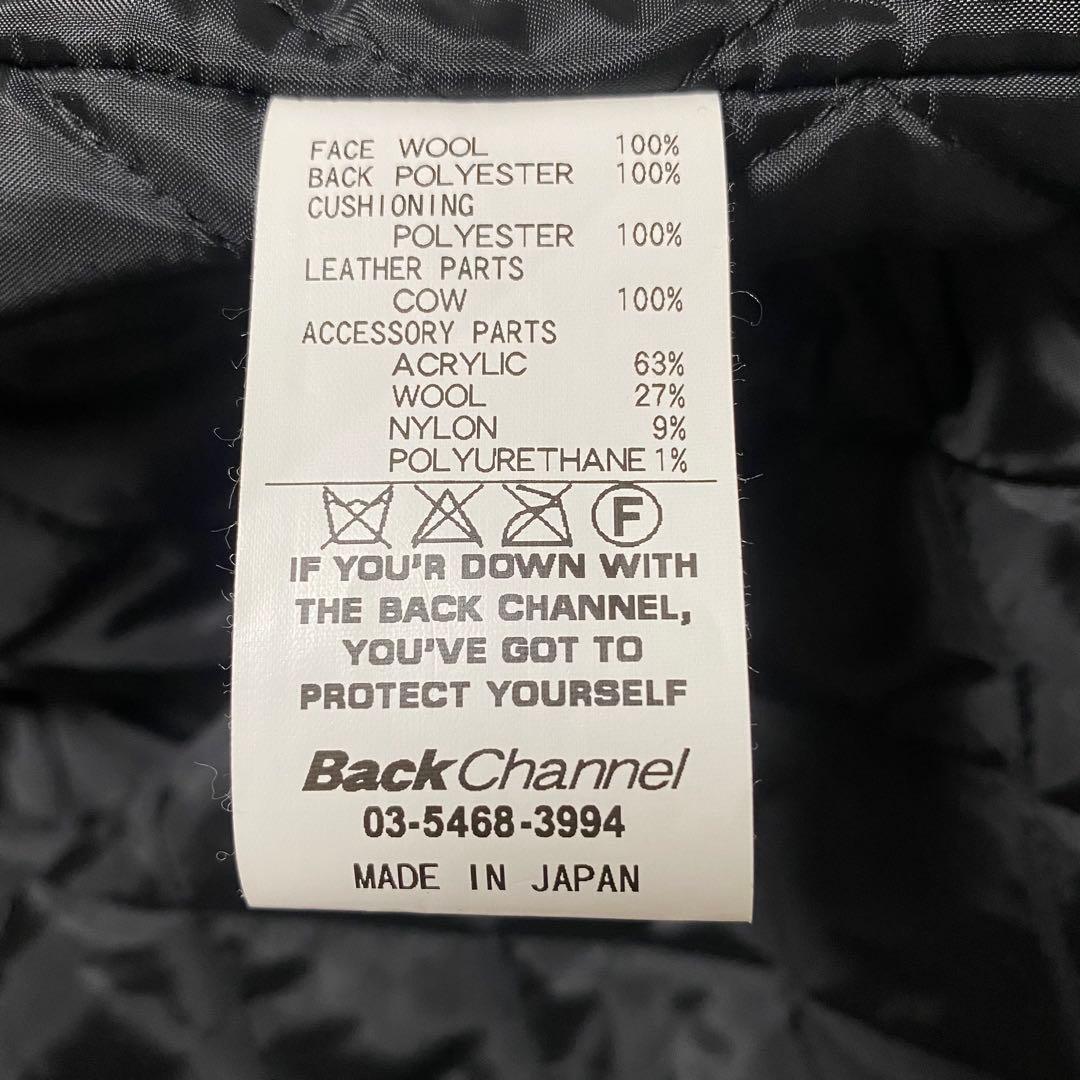 FACE WOOL 100%
BACK POLYESTER 100%
CUSHIONING
POLYESTER 100%
LEATHER PARTS
COW 100%
ACCESSORY PARTS
ACRYLIC 63%
WOOL 27%
NYLON 9%
POLYURETHANE 1%
F
IF YOU'R DOWN WITH
THE BACK CHANNEL,
YOU'VE GOT TO
PROTECT YOURSELF
BackChannel
03-5468-3994
MADE IN JAPAN